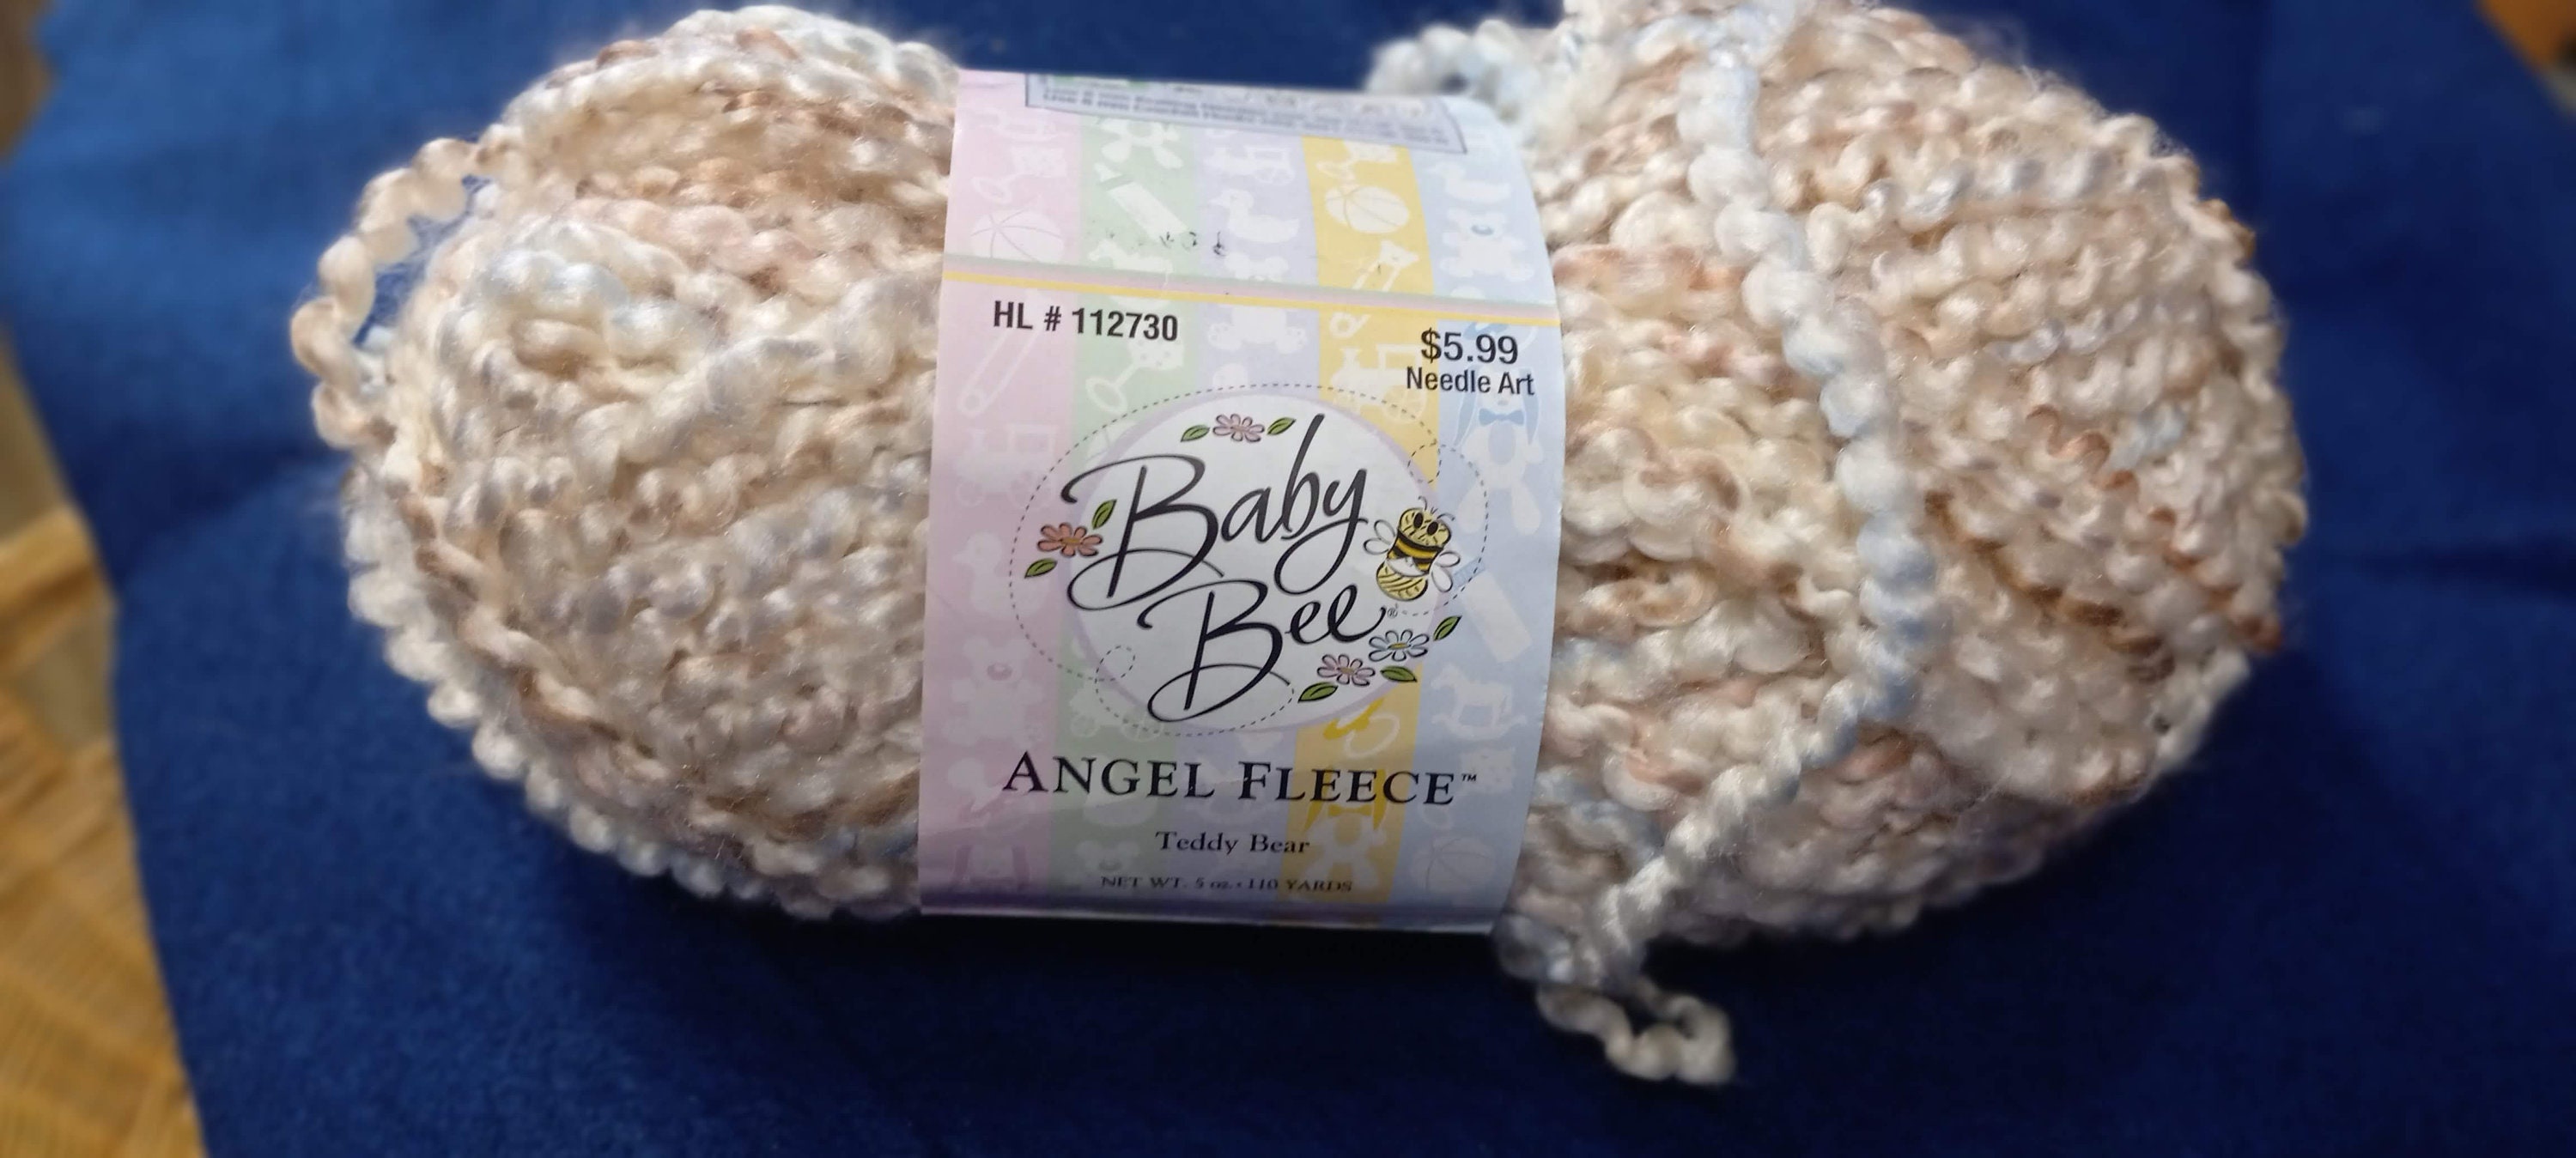 HL # 112730
$5.99
Needle Art
Baby
Bee®
ANGEL FLEECE™
Teddy Bear
NET WT. 5 oz. • 110 YARDS